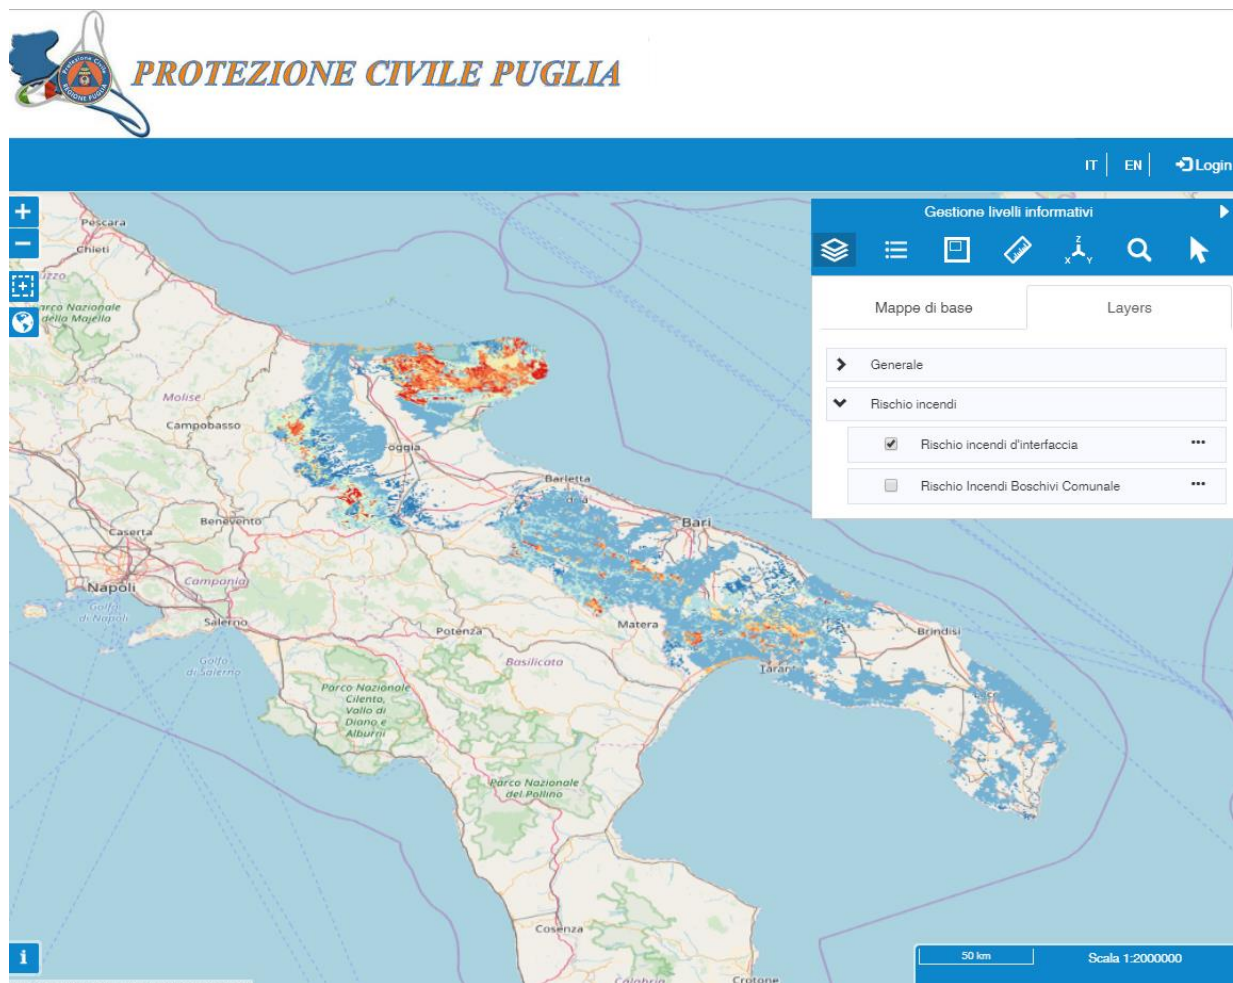 PROTEZIONE CIVILE PUGLIA
IT
EN
Login
Gestione livelli informativi
Mappe di base
Layers
Generale
Rischio incendi
Rischio incendi d'interfaccia
Rischio Incendi Boschivi Comunale
Pescara
Chieti
Parco Nazionale
della Majella
Molise
Campobasso
oggia
Barletta
Bari
Benevento
Caserta
Campania
Napoli
Golfo
di Napoli
Salerno
Golfo
di Salerno
Potenza
Matera
Basilicata
Brindisi
Tarant
Parco Nazionale
Cilento,
Vallo di
Diano e
Alburni
Parco Nazionale
del Pollino
Cosenza
Calabria
Crotone
50 km
Scala 1:2000000